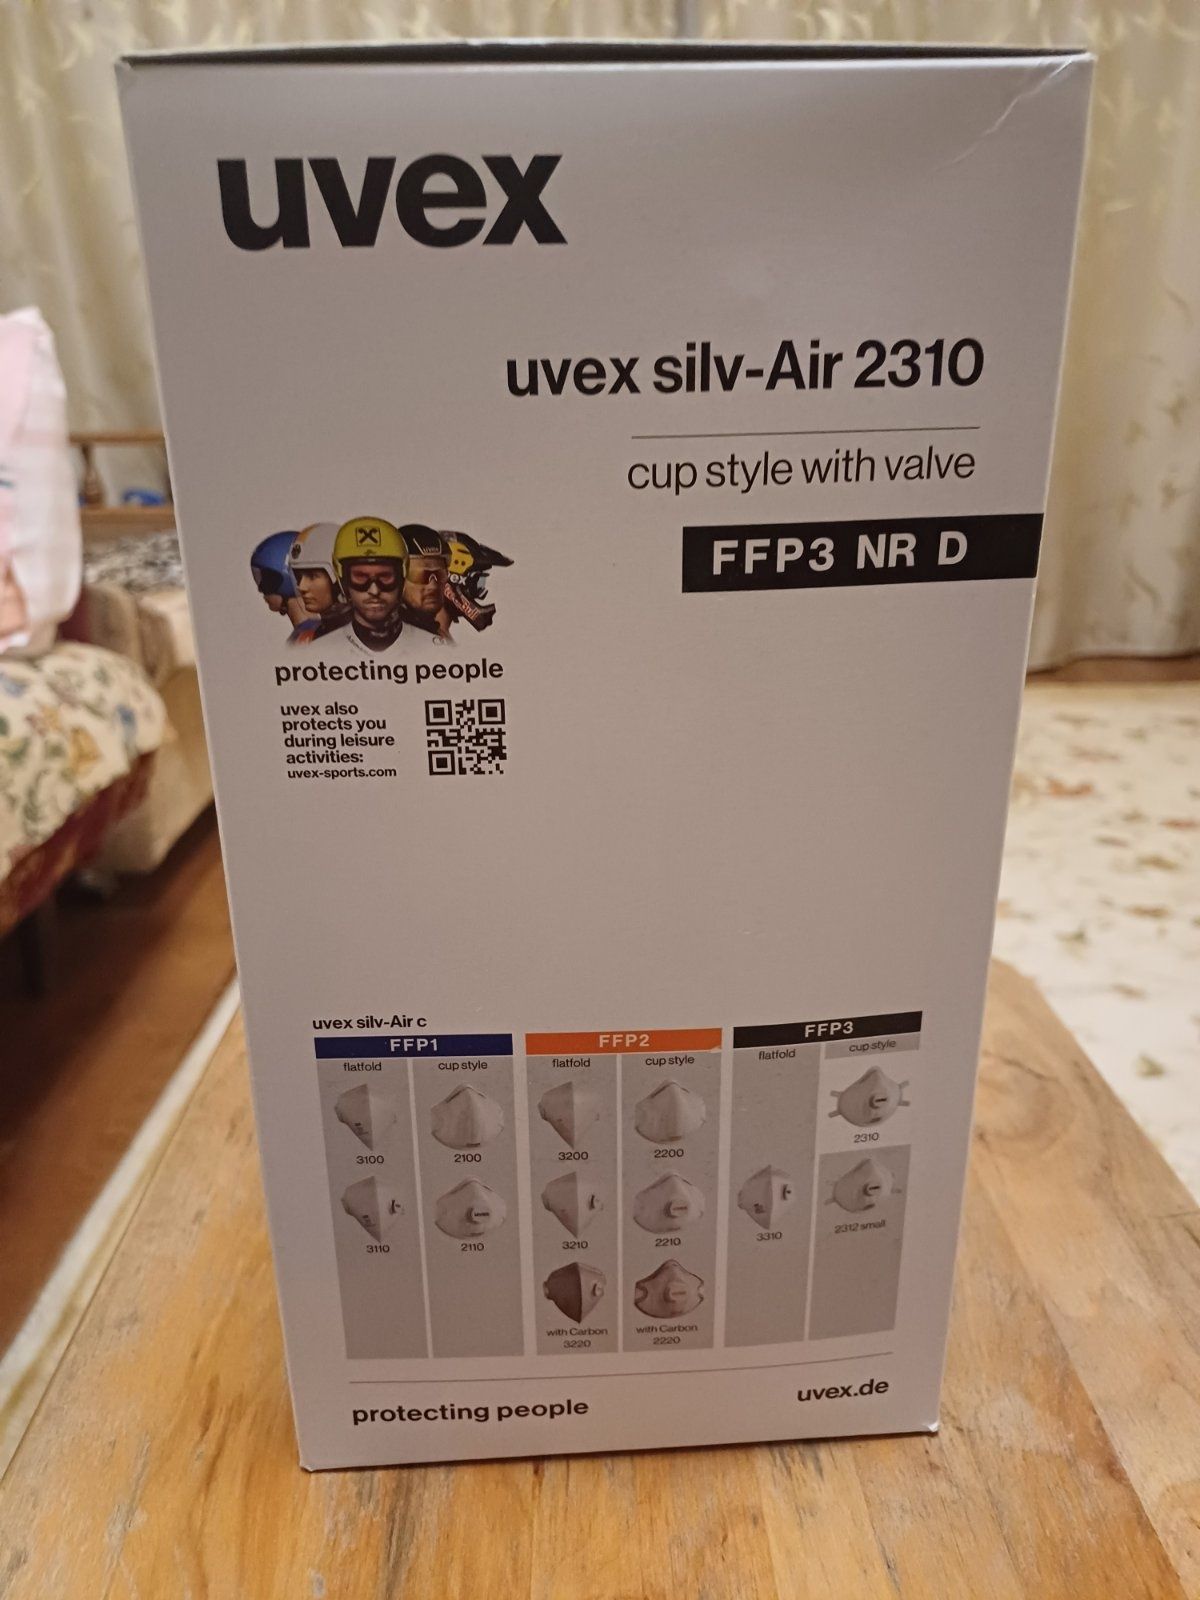 uvex
uvex silv-Air 2310
cup style with valve
FFP3 NR D
protecting people
uvex also
protects you
during leisure
activities:
uvex-sports.com
uvex silv-Air c
FFP1
FFP2
FFP3
flatfold
cup style
flatfold
cup style
flatfold
cup style
3100
2100
3200
2200
2310
3110
2110
3210
2210
3310
2312 small
with Carbon
3220
with Carbon
2220
protecting people
uvex.de